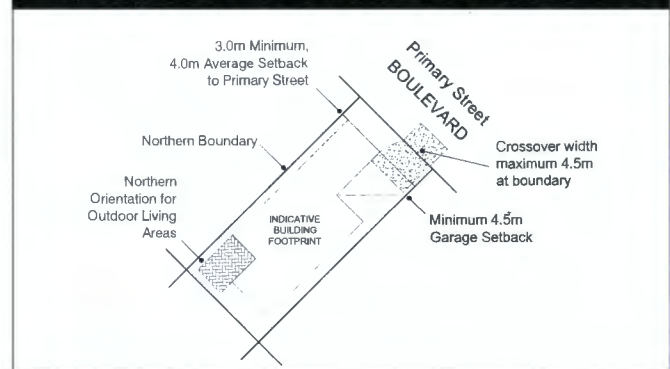 3.0m Minimum,
4.0m Average Setback
to Primary Street
Primary Street
BOULEVARD
Northern Boundary
Crossover width
maximum 4.5m
at boundary
Northern
Orientation for
Outdoor Living
Areas
INDICATIVE
BUILDING
FOOTPRINT
Minimum 4.5m
Garage Setback